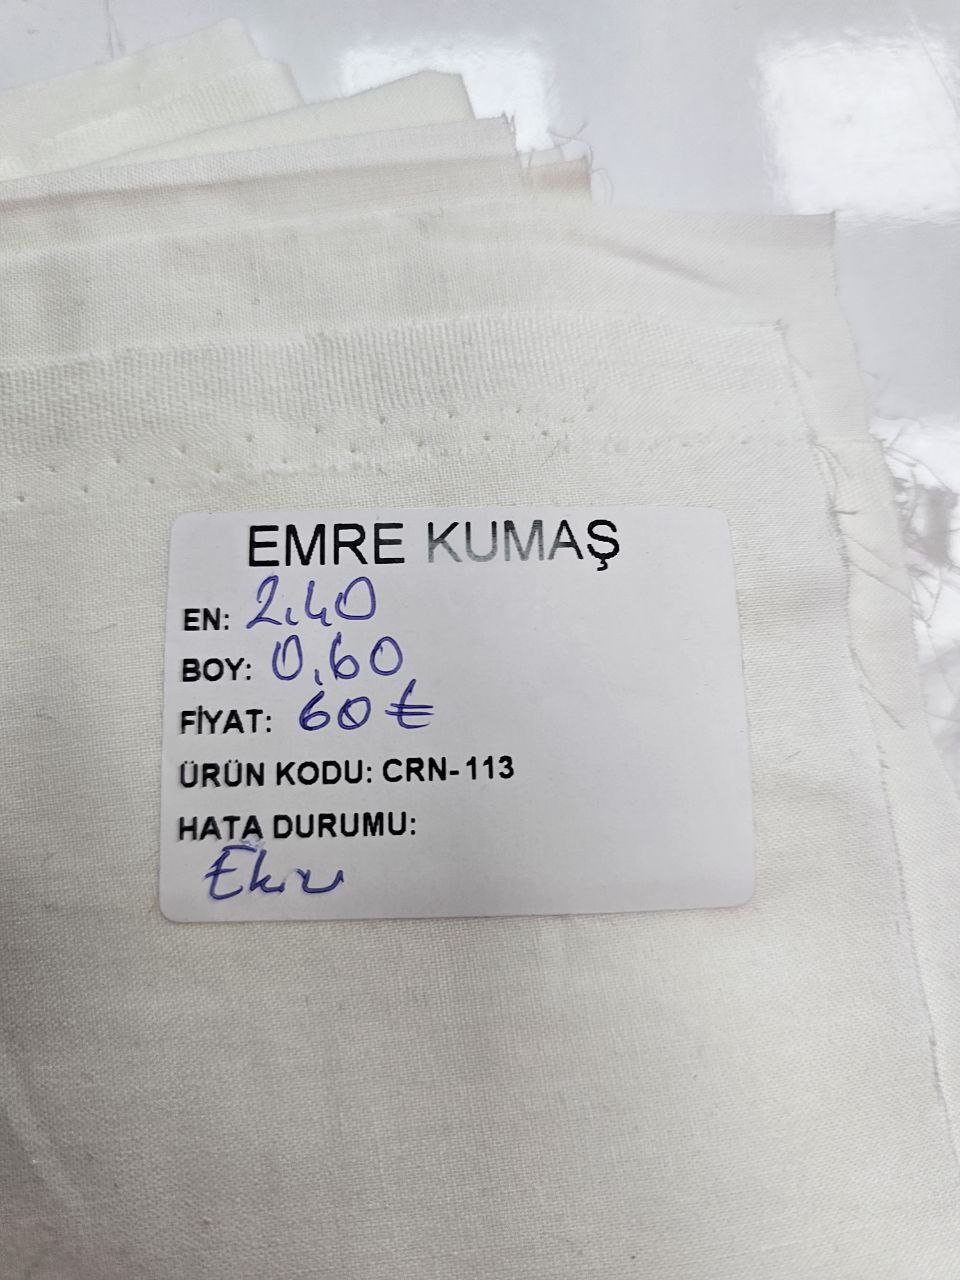 EMRE KUMAŞ
EN: 2.40
BOY: 0.60
FİYAT: 60 ₺
ÜRÜN KODU: CRN-113
HATA DURUMU:
Ekru